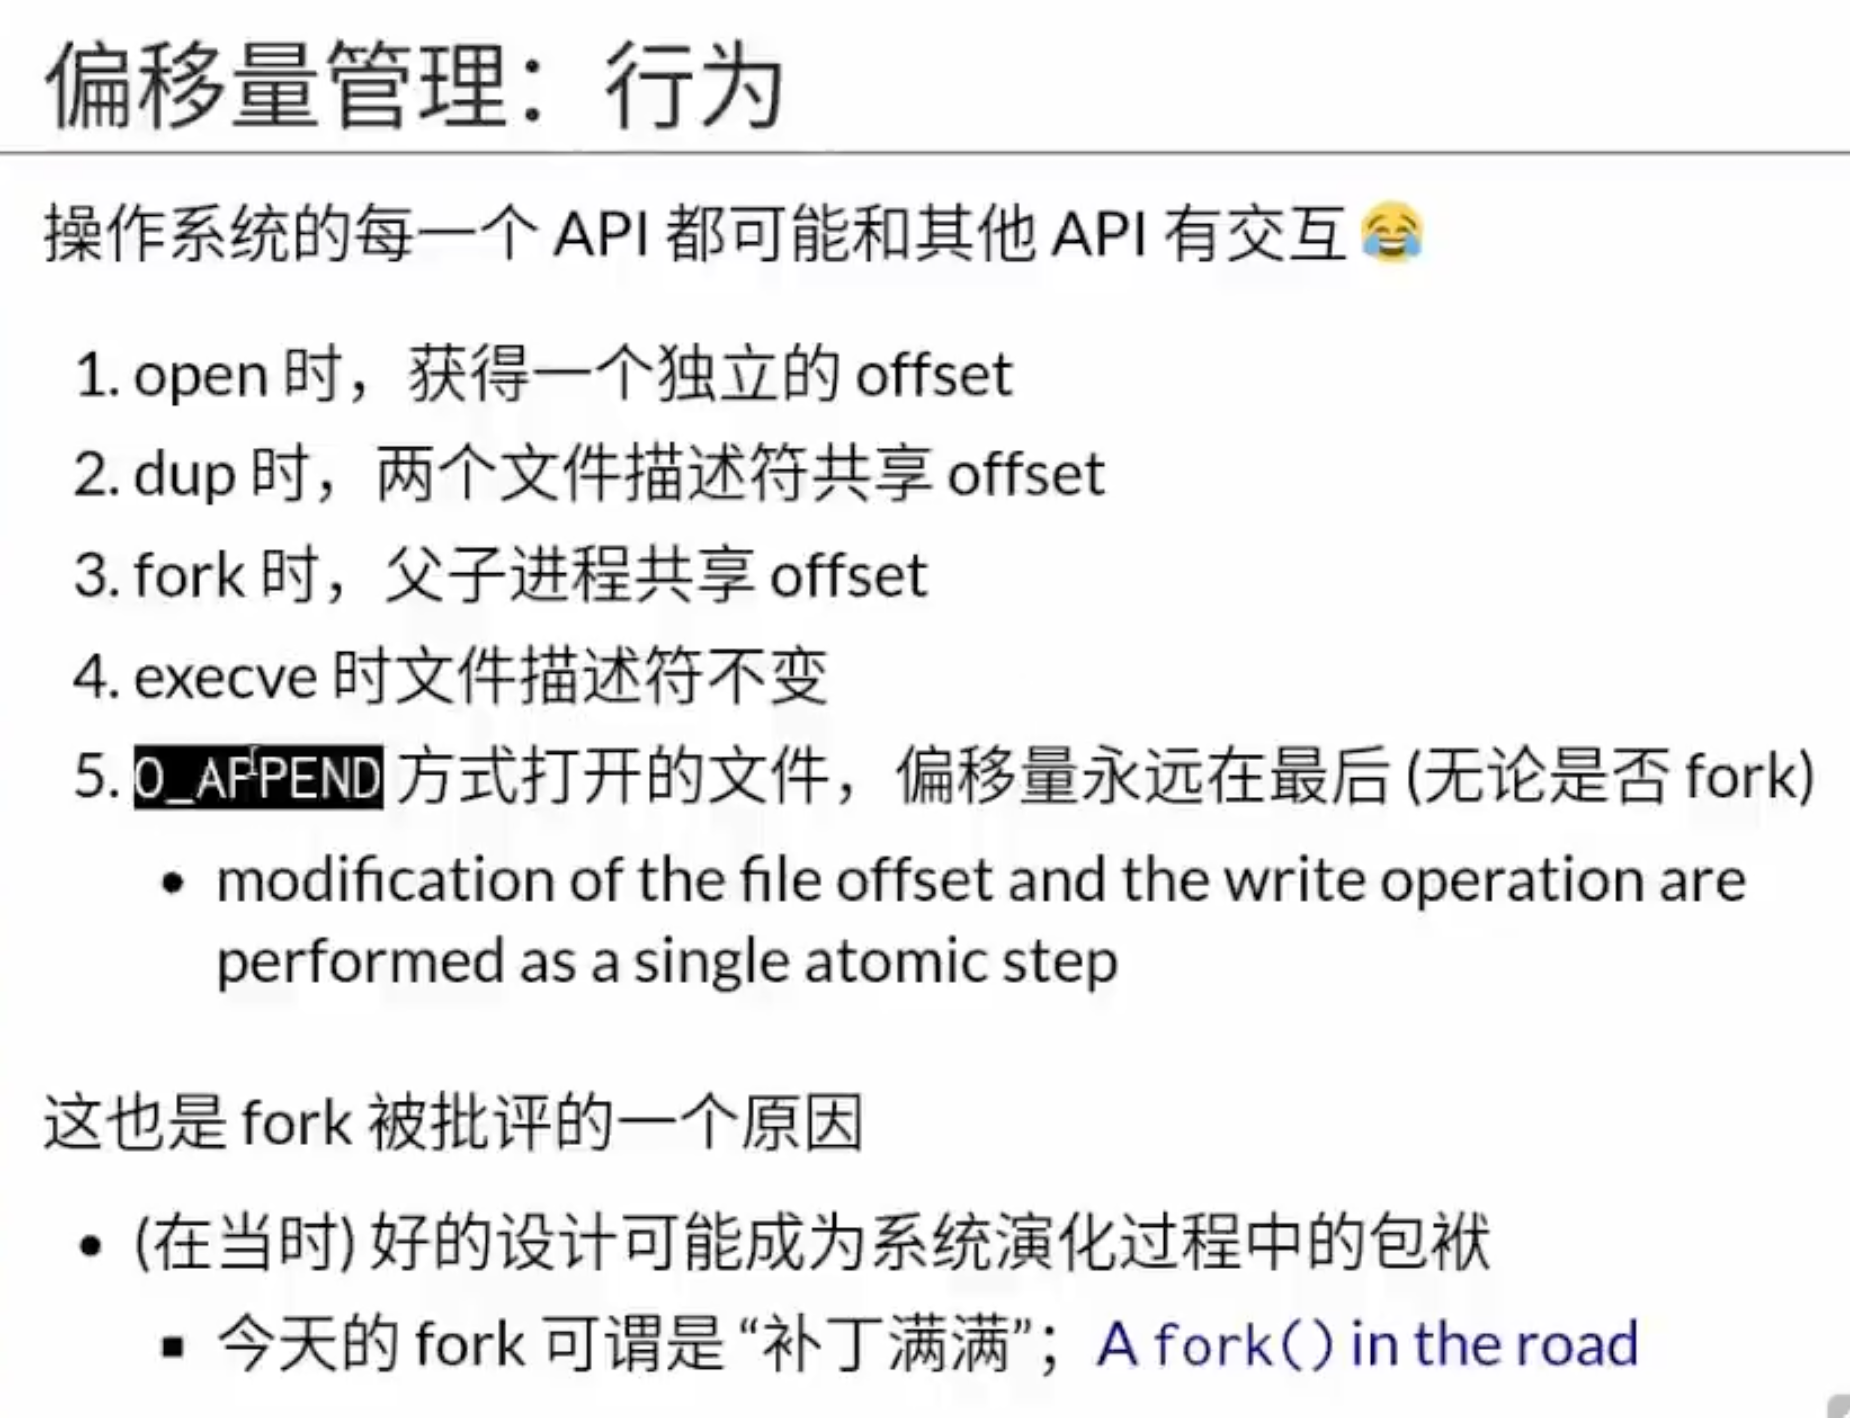 偏移量管理：行为
操作系统的每一个 API 都可能和其他 API 有交互 😂
1. open 时，获得一个独立的 offset
2. dup 时，两个文件描述符共享 offset
3. fork 时，父子进程共享 offset
4. execve 时文件描述符不变
5. O_APPEND 方式打开的文件，偏移量永远在最后 (无论是否 fork)
• modification of the file offset and the write operation are
performed as a single atomic step
这也是 fork 被批评的一个原因
• (在当时) 好的设计可能成为系统演化过程中的包袱
▪ 今天的 fork 可谓是 “补丁满满”；A fork() in the road